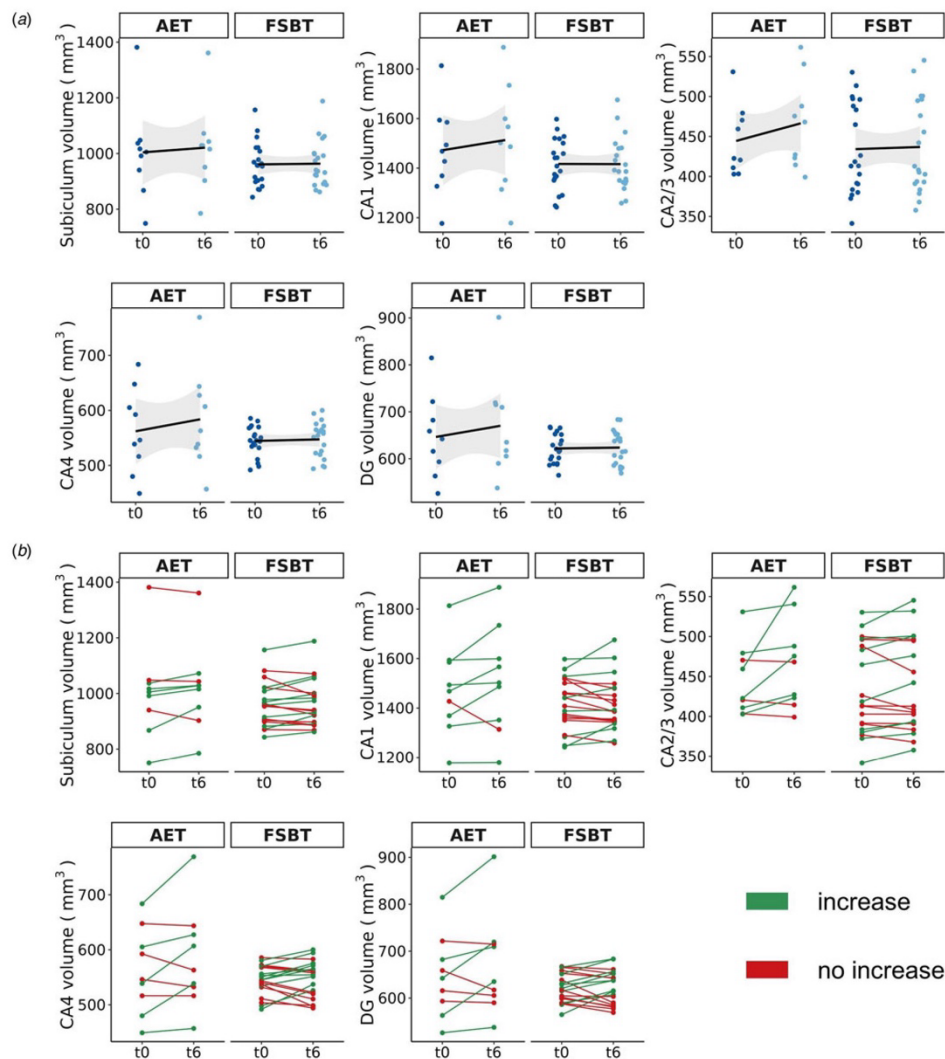 (a)
AET FSBT AET FSBT AET FSBT
Subiculum volume ( mm³ )
1400
1200
1000
800
CA1 volume ( mm³ )
1800
1600
1400
1200
CA2/3 volume ( mm³ )
550
500
450
400
350
t0 t6 t0 t6 t0 t6 t0 t6 t0 t6 t0 t6
AET FSBT AET FSBT
CA4 volume ( mm³ )
700
600
500
DG volume ( mm³ )
900
800
700
600
t0 t6 t0 t6 t0 t6 t0 t6
(b)
AET FSBT AET FSBT AET FSBT
Subiculum volume ( mm³ )
1400
1200
1000
800
CA1 volume ( mm³ )
1800
1600
1400
1200
CA2/3 volume ( mm³ )
550
500
450
400
350
t0 t6 t0 t6 t0 t6 t0 t6 t0 t6 t0 t6
AET FSBT AET FSBT
CA4 volume ( mm³ )
700
600
500
DG volume ( mm³ )
900
800
700
600
t0 t6 t0 t6 t0 t6 t0 t6
increase
no increase